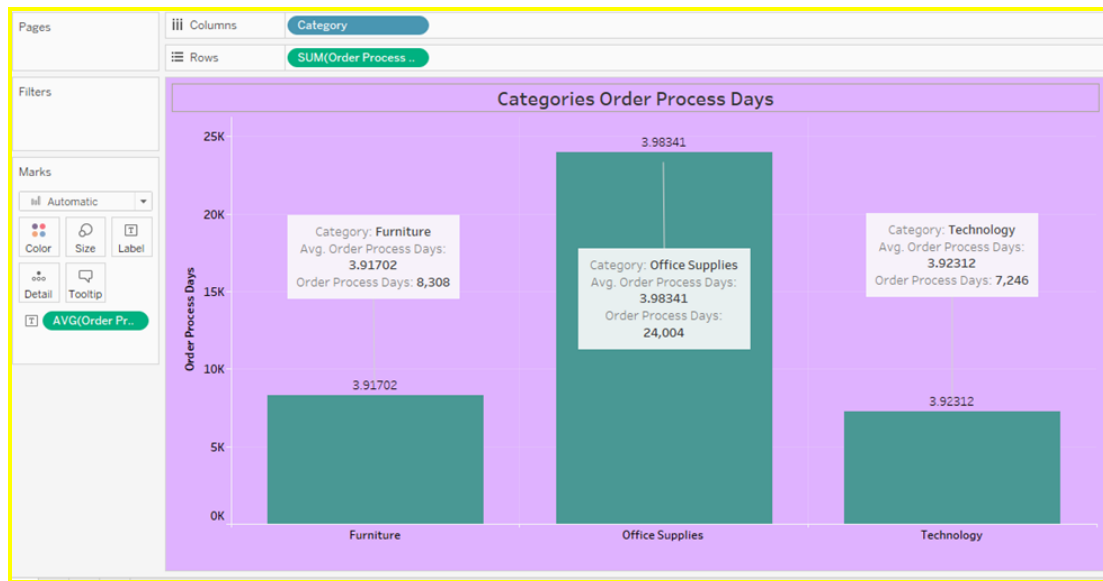 Pages
Columns
Category
Rows
SUM(Order Process ..
Filters
Marks
Automatic
Color
Size
Label
Detail
Tooltip
AVG(Order Pr..
Categories Order Process Days
Order Process Days
25K
20K
15K
10K
5K
0K
3.91702
3.98341
3.92312
Category: Furniture
Avg. Order Process Days:
3.91702
Order Process Days: 8,308
Category: Office Supplies
Avg. Order Process Days:
3.98341
Order Process Days:
24,004
Category: Technology
Avg. Order Process Days:
3.92312
Order Process Days: 7,246
Furniture
Office Supplies
Technology